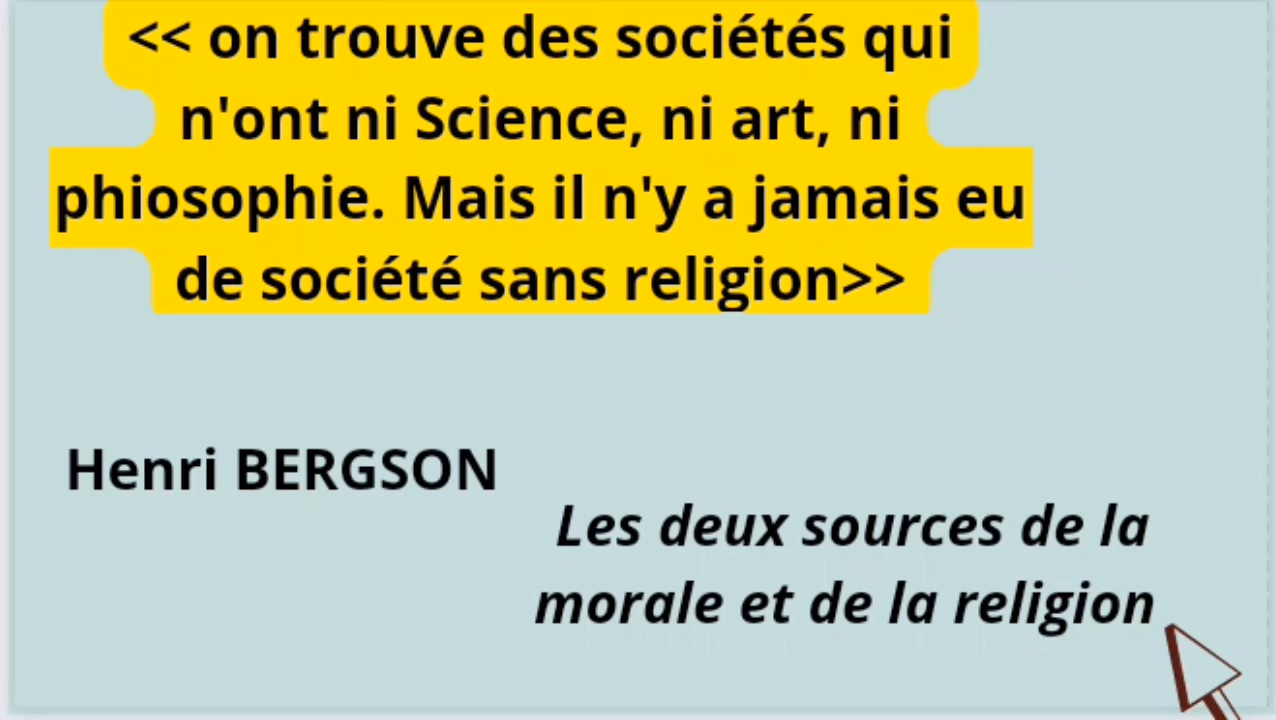 << on trouve des sociétés qui
n'ont ni Science, ni art, ni
phiosophie. Mais il n'y a jamais eu
de société sans religion>>
Henri BERGSON
Les deux sources de la
morale et de la religion